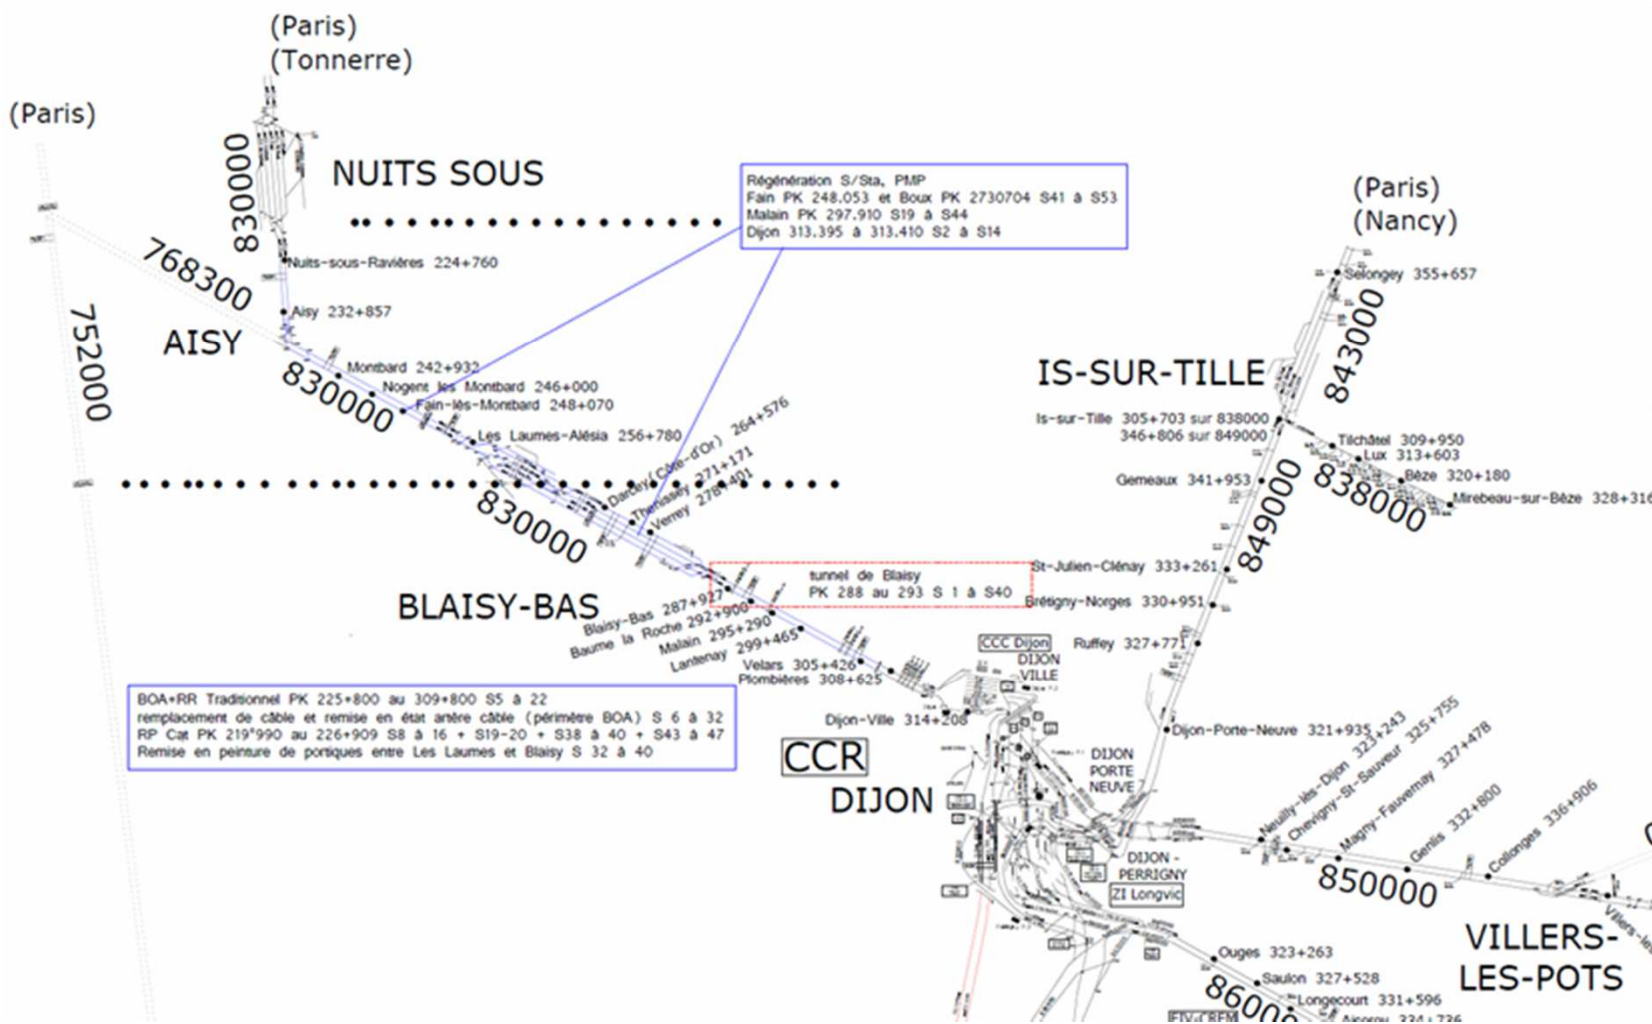 (Paris)
(Tonnerre)
(Paris)
830000
NUITS SOUS
Régénération S/Sta, PMP
Fain PK 248.053 et Boux PK 2730704 S41 à S53
Malain PK 297.910 S19 à S44
Dijon 313.395 à 313.410 S2 à S14
(Paris)
(Nancy)
Nuits-sous-Ravières 224+760
768300
Selongey 355+657
Aisy 232+857
752000
AISY
843000
Montbard 242+932
IS-SUR-TILLE
830000
Nogent les Montbard 246+000
Fain-lès-Montbard 248+070
Is-sur-Tille 305+703 sur 838000
346+806 sur 849000
Les Laumes-Alésia 256+780
Tilchâtel 309+950
Lux 313+603
Bèze 320+180
Mirebeau-sur-Bèze 328+316
838000
Gemeaux 341+953
849000
Darcey (Côte-d'Or) 264+576
Thenissey 271+171
Verrey 278+401
830000
tunnel de Blaisy
PK 288 au 293 S 1 à S40
St-Julien-Clénay 333+261
BLAISY-BAS
Brétigny-Norges 330+951
Blaisy-Bas 287+927
Baume la Roche 292+900
Malain 295+290
Lantenay 299+465
Velars 305+426
Plombières 308+625
Ruffey 327+771
CCC Dijon
DIJON
VILLE
BOA+RR Traditionnel PK 225+800 au 309+800 S5 à 22
remplacement de câble et remise en état artère câble (périmètre BOA) S 6 à 32
RP Cat PK 219°990 au 226+909 S8 à 16 + S19-20 + S38 à 40 + S43 à 47
Remise en peinture de portiques entre Les Laumes et Blaisy S 32 à 40
Dijon-Ville 314+208
Dijon-Porte-Neuve 321+935
CCR
DIJON
DIJON
PORTE
NEUVE
Neuilly-lès-Dijon 323+243
Chevigny-St-Sauveur 325+755
Magny-Fauvernay 327+478
Genlis 332+800
Collonges 336+906
850000
DIJON -
PERRIGNY
ZI Longvic
VILLERS-
LES-POTS
Ouges 323+263
Saulon 327+528
Longecourt 331+596